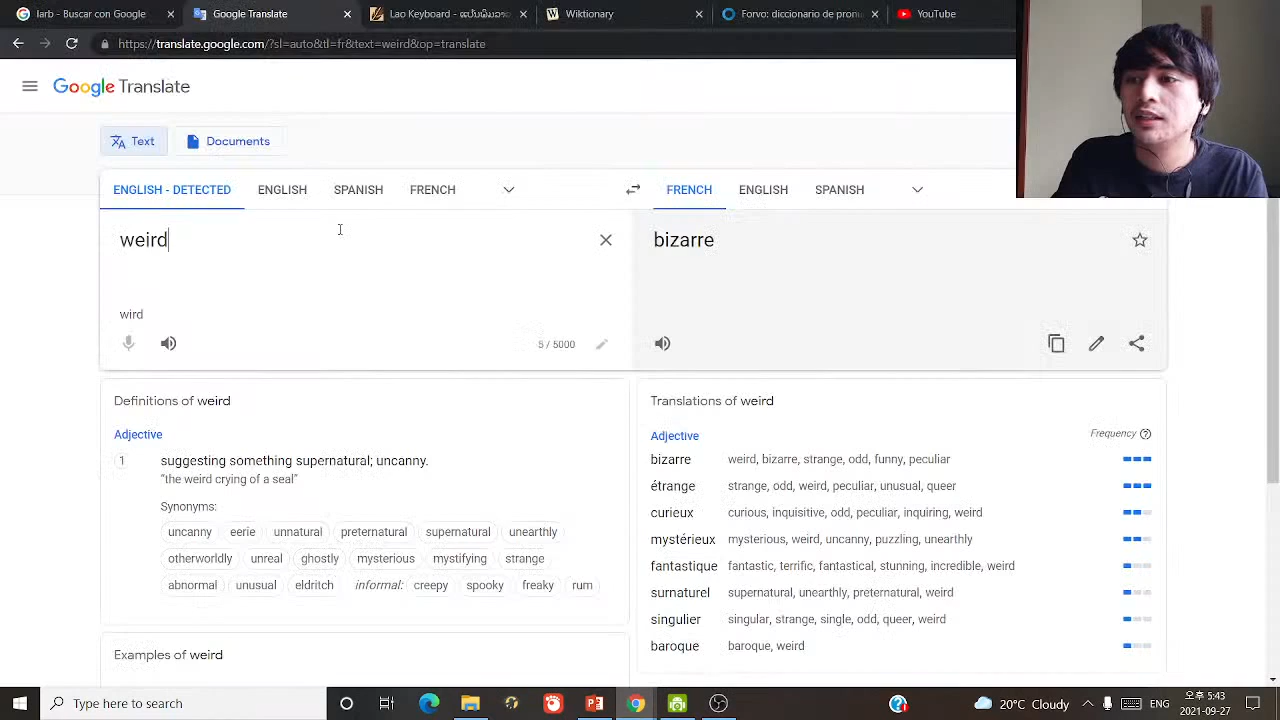 larb - Buscar con Google
Google Translate
Lao Keyboard -
Wiktionary
Forvo: diccionario de pronu
YouTube
https://translate.google.com/?sl=auto&tl=fr&text=weird&op=translate
Google Translate
Text
Documents
ENGLISH - DETECTED
ENGLISH
SPANISH
FRENCH
FRENCH
ENGLISH
SPANISH
weird
bizarre
wird
5 / 5000
Definitions of weird
Adjective
1
suggesting something supernatural; uncanny.
“the weird crying of a seal”
Synonyms:
uncanny eerie unnatural preternatural supernatural unearthly
otherworldly unreal ghostly mysterious mystifying strange
abnormal unusual eldritch informal: creepy spooky freaky rum
Examples of weird
Translations of weird
Frequency
Adjective
bizarre weird, bizarre, strange, odd, funny, peculiar
étrange strange, odd, weird, peculiar, unusual, queer
curieux curious, inquisitive, odd, peculiar, inquiring, weird
mystérieux mysterious, weird, uncanny, puzzling, unearthly
fantastique fantastic, terrific, fantastical, stunning, incredible, weird
surnaturel supernatural, unearthly, preternatural, weird
singulier singular, strange, single, odd, queer, weird
baroque baroque, weird
Type here to search
20°C Cloudy
오후 5:43
2021-09-27